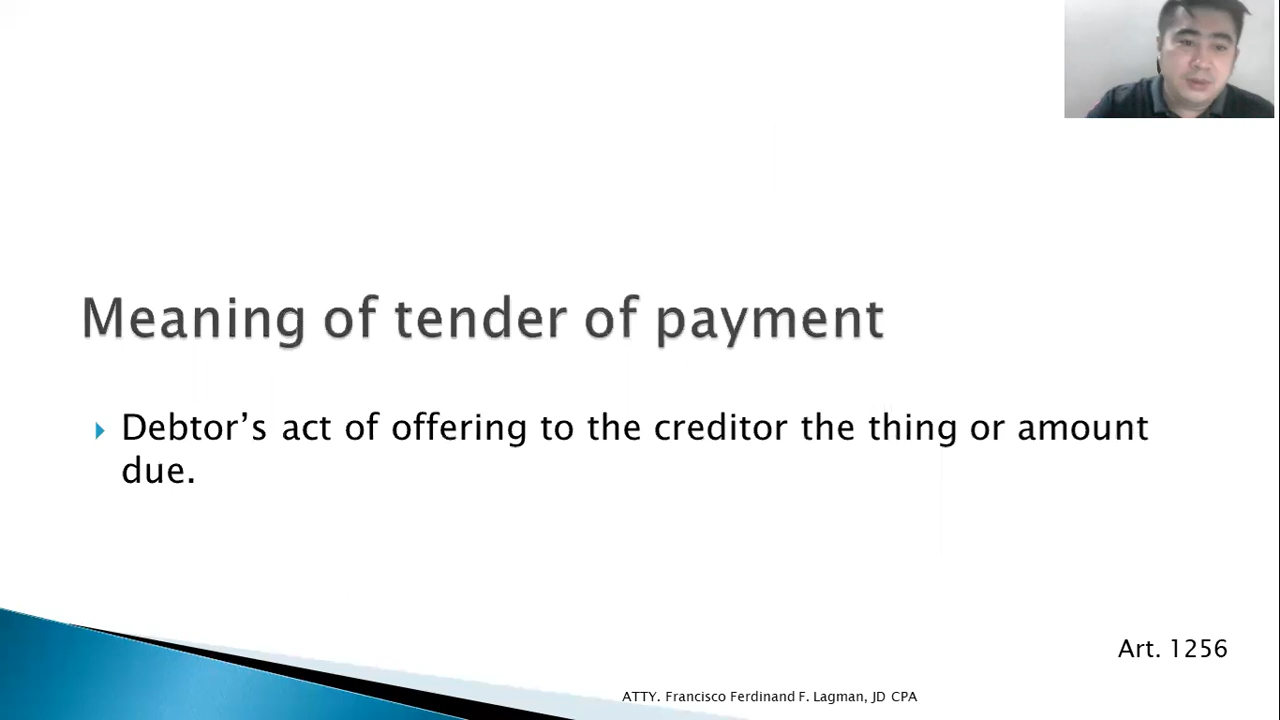 Meaning of tender of payment
Debtor’s act of offering to the creditor the thing or amount
due.
Art. 1256
ATTY. Francisco Ferdinand F. Lagman, JD CPA